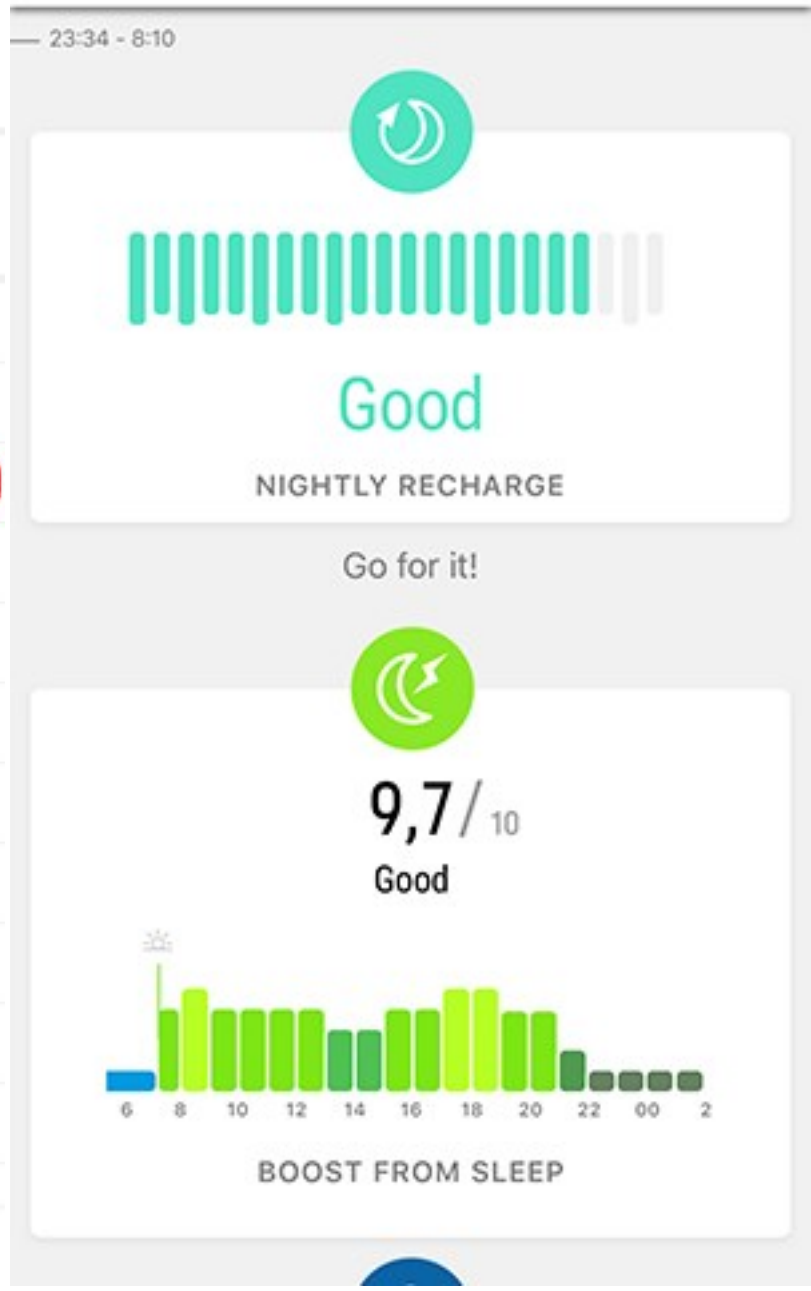 23:34 - 8:10
Good
NIGHTLY RECHARGE
Go for it!
9,7/ 10
Good
6 8 10 12 14 16 18 20 22 00 2
BOOST FROM SLEEP